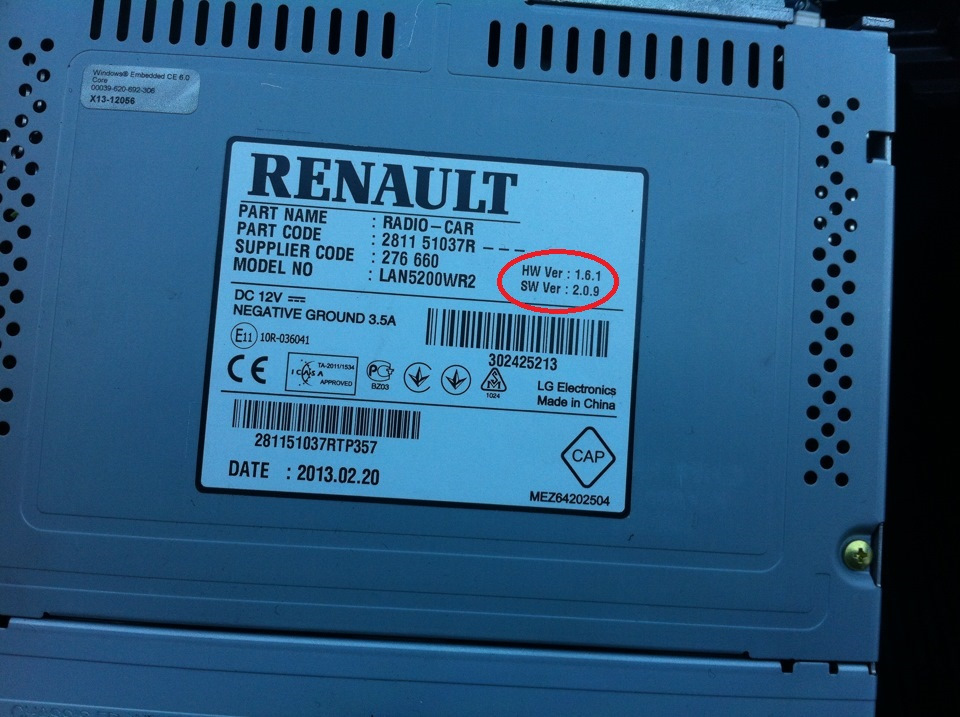 Windows® Embedded CE 6.0
Core
00039-620-692-306
X13-12056
RENAULT
PART NAME : RADIO-CAR
PART CODE : 2811 51037R - - -
SUPPLIER CODE : 276 660
MODEL NO : LAN5200WR2
HW Ver : 1.6.1
SW Ver : 2.0.9
DC 12V
NEGATIVE GROUND 3.5A
E11 10R-036041
302425213
CE
ICASA
TA-2011/1534
APPROVED
BZ03
1024
LG Electronics
Made in China
281151037RTP357
CAP
DATE : 2013.02.20
MEZ64202504